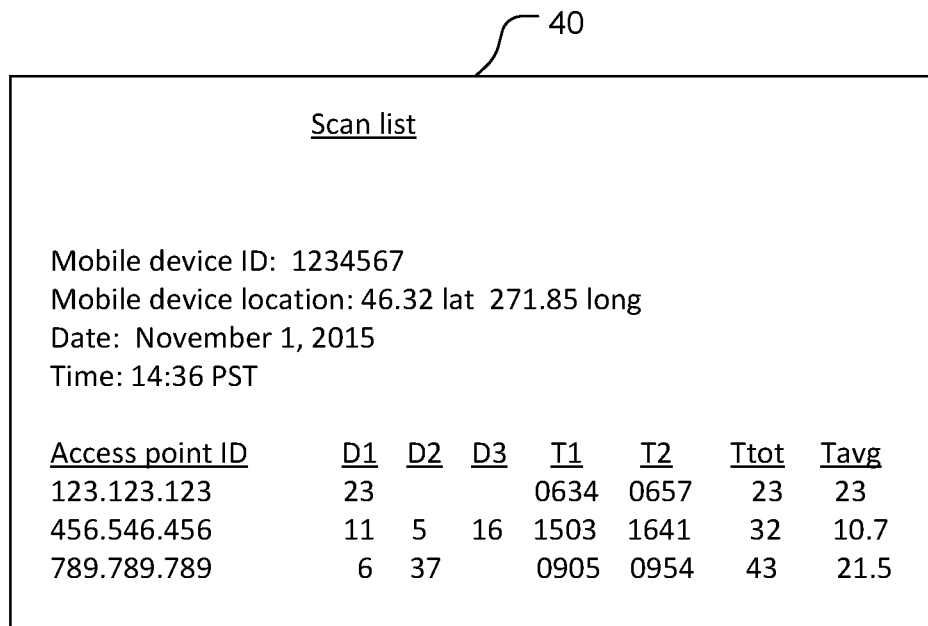 40
Scan list
Mobile device ID: 1234567
Mobile device location: 46.32 lat 271.85 long
Date: November 1, 2015
Time: 14:36 PST
Access point ID D1 D2 D3 T1 T2 Ttot Tavg
123.123.123 23 0634 0657 23 23
456.546.456 11 5 16 1503 1641 32 10.7
789.789.789 6 37 0905 0954 43 21.5